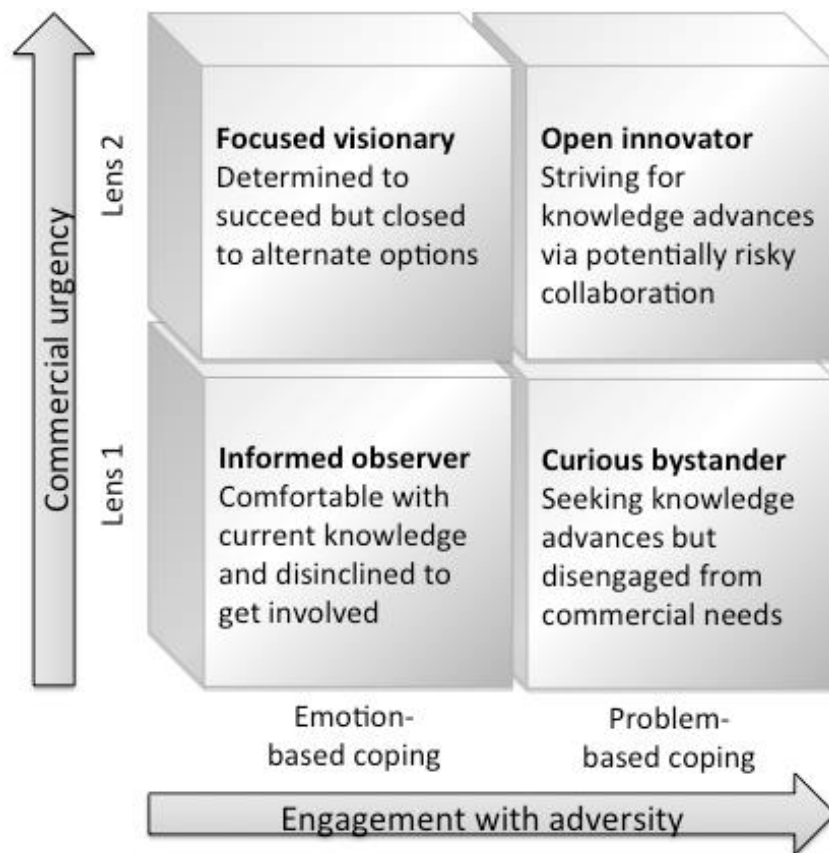 Commercial urgency
Lens 2
Lens 1
Focused visionary
Determined to
succeed but closed
to alternate options
Open innovator
Striving for
knowledge advances
via potentially risky
collaboration
Informed observer
Comfortable with
current knowledge
and disinclined to
get involved
Curious bystander
Seeking knowledge
advances but
disengaged from
commercial needs
Emotion-
based coping
Problem-
based coping
Engagement with adversity